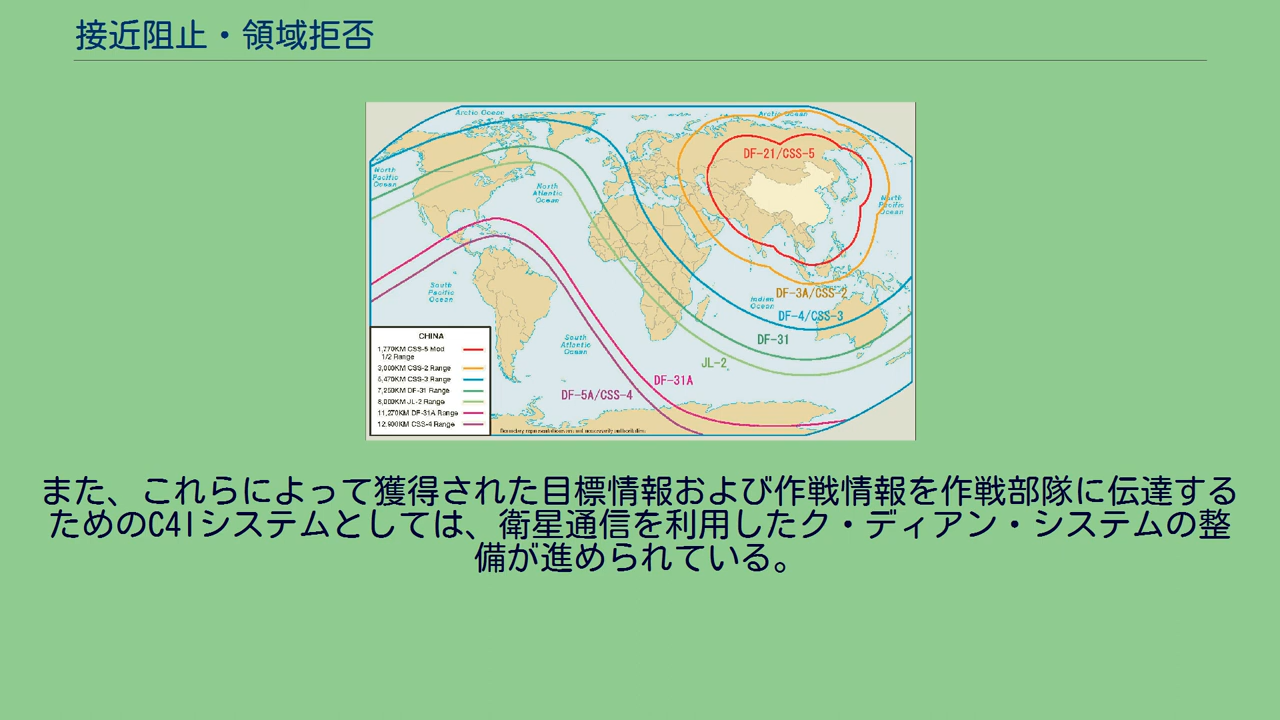 接近阻止・領域拒否
Arctic Ocean
Arctic Ocean
DF-21/CSS-5
North
Pacific
Ocean
North
Atlantic
Ocean
North
Pacific
Ocean
South
Pacific
Ocean
DF-3A/CSS-2
Indian
Ocean
DF-4/CSS-3
DF-31
South
Atlantic
Ocean
JL-2
DF-31A
DF-5A/CSS-4
CHINA
1,770KM CSS-5 Mod
1/2 Range
3,000KM CSS-2 Range
5,470KM CSS-3 Range
7,250KM DF-31 Range
8,000KM JL-2 Range
11,270KM DF-31A Range
12,900KM CSS-4 Range
Boundary representations are not necessarily authoritative.
また、これらによって獲得された目標情報および作戦情報を作戦部隊に伝達する
ためのC4Iシステムとしては、衛星通信を利用したク・ディアン・システムの整
備が進められている。